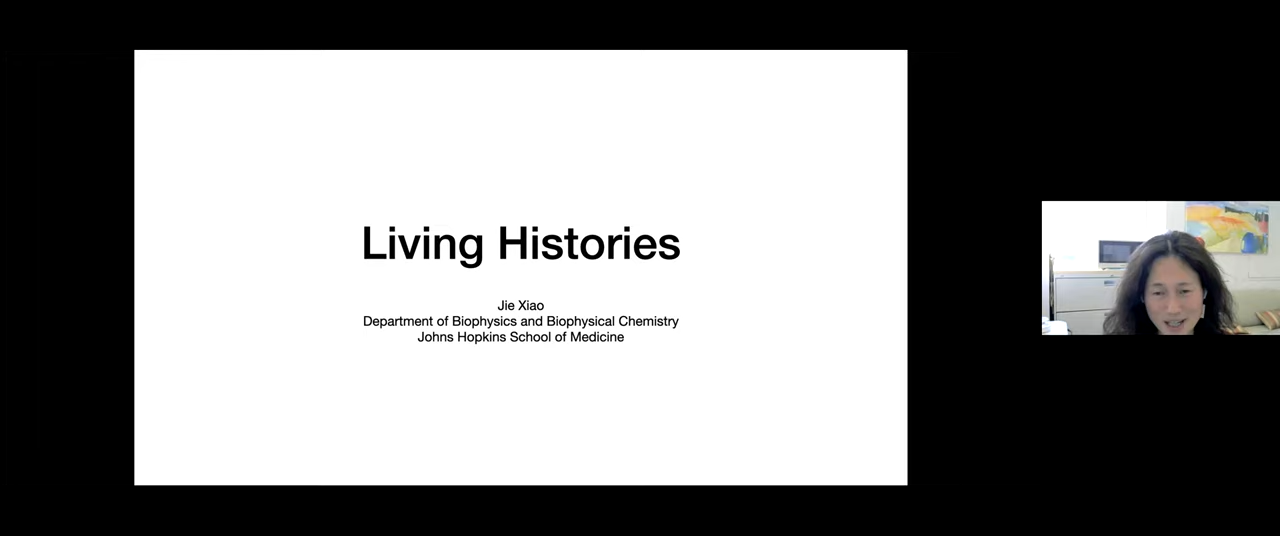 Living Histories
Jie Xiao
Department of Biophysics and Biophysical Chemistry
Johns Hopkins School of Medicine